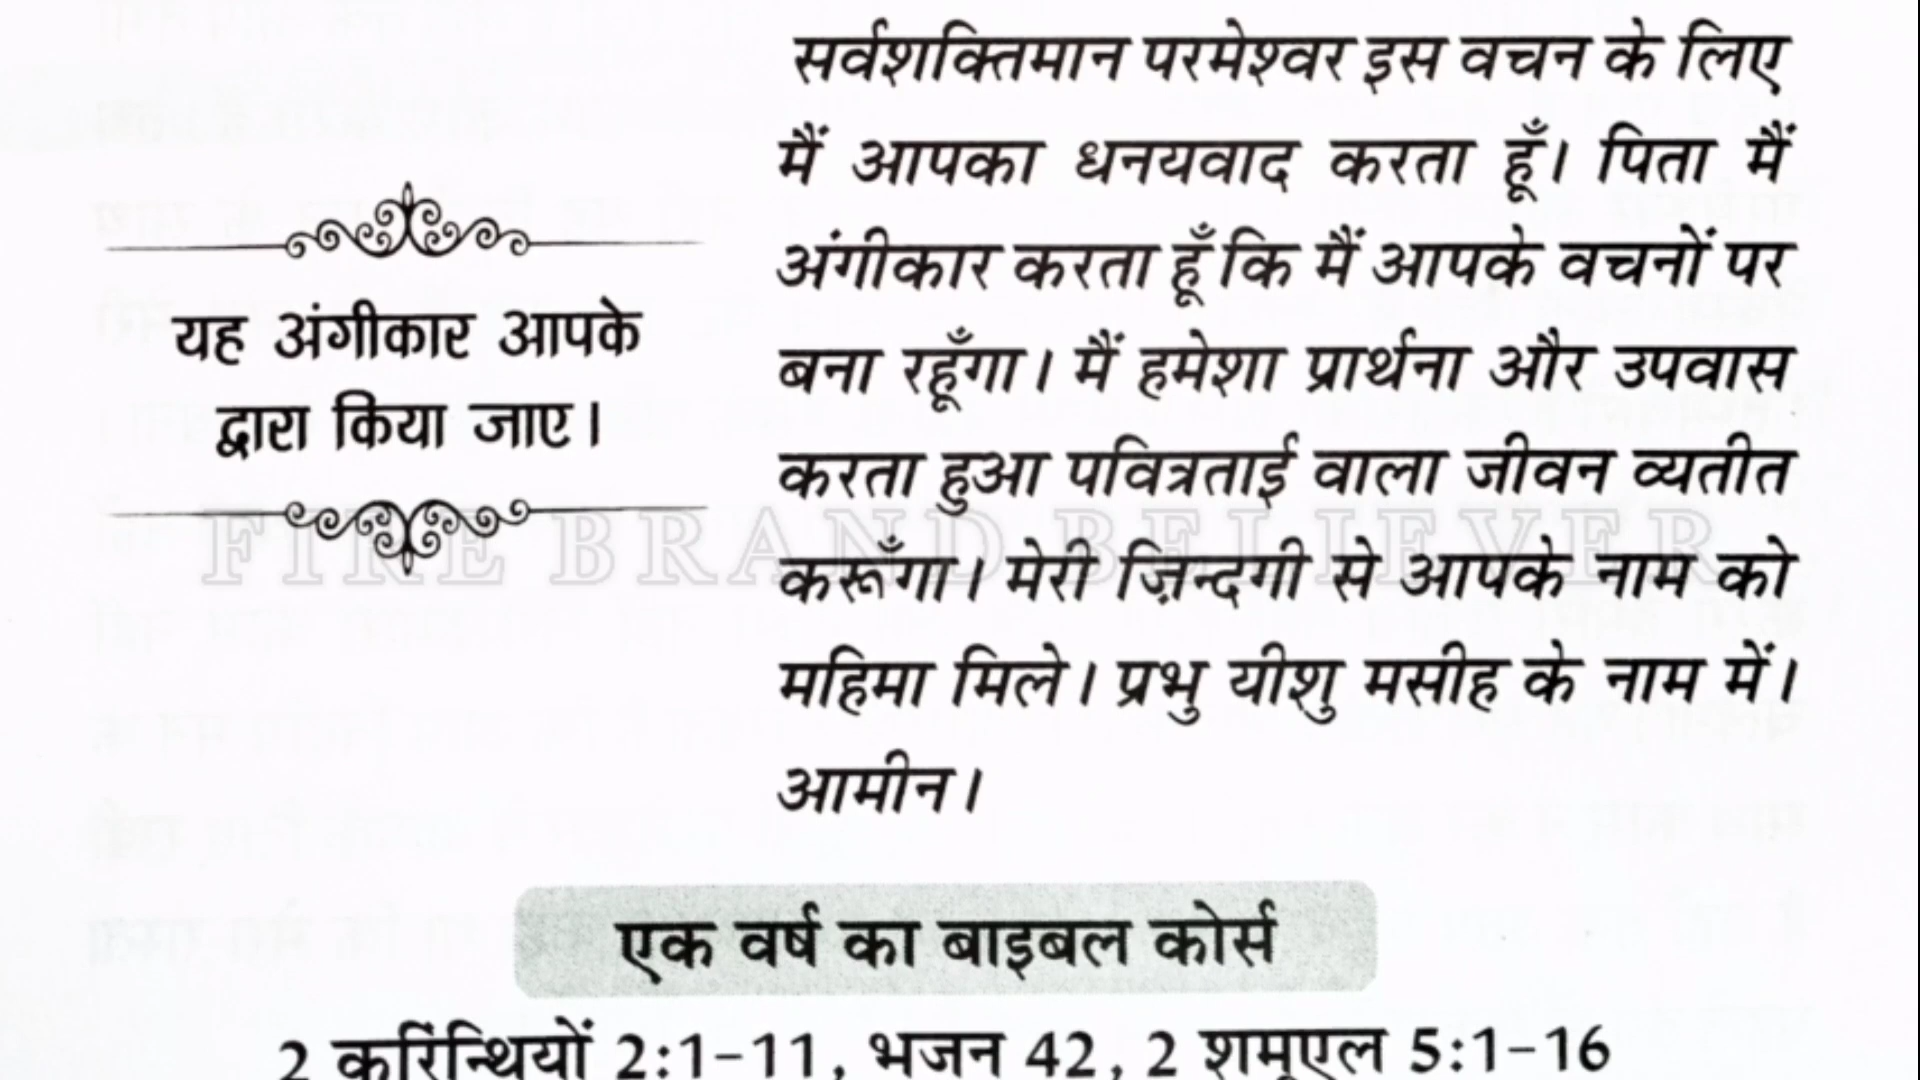 यह अंगीकार आपके
द्वारा किया जाए।
सर्वशक्तिमान परमेश्वर इस वचन के लिए
मैं आपका धनयवाद करता हूँ। पिता मैं
अंगीकार करता हूँ कि मैं आपके वचनों पर
बना रहूँगा। मैं हमेशा प्रार्थना और उपवास
करता हुआ पवित्रताई वाला जीवन व्यतीत
करूँगा। मेरी ज़िन्दगी से आपके नाम को
महिमा मिले। प्रभु यीशु मसीह के नाम में।
आमीन।
FIRE BRAND BELIEVER
एक वर्ष का बाइबल कोर्स
2 करिंन्थियों 2:1-11, भजन 42, 2 शमूएल 5:1-16